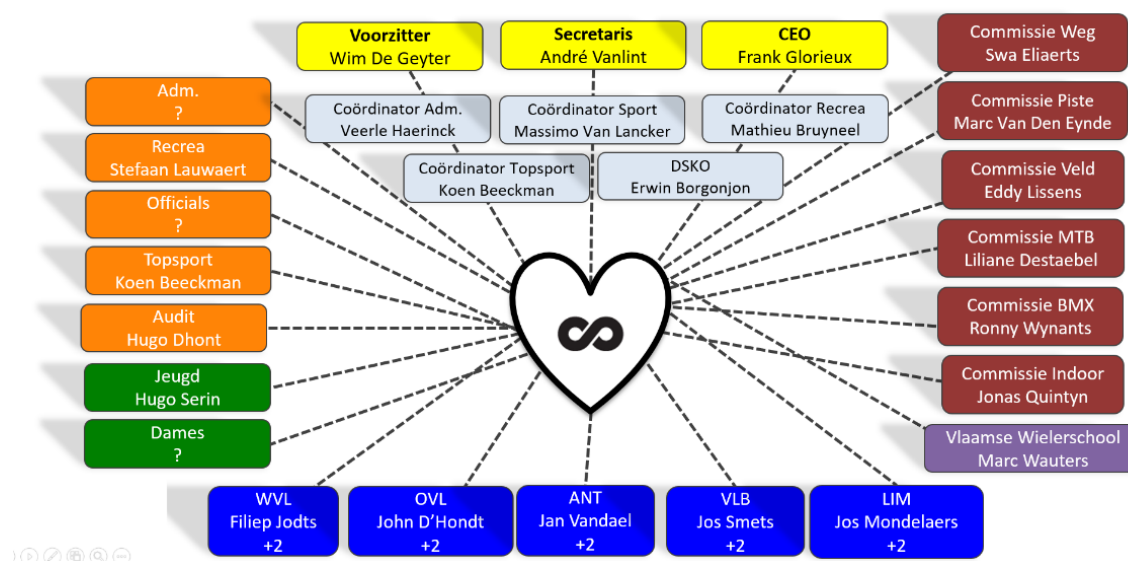 Voorzitter
Wim De Geyter
Secretaris
André Vanlint
CEO
Frank Glorieux
Coördinator Adm.
Veerle Haerinck
Coördinator Sport
Massimo Van Lancker
Coördinator Recrea
Mathieu Bruyneel
Coördinator Topsport
Koen Beeckman
DSKO
Erwin Borgonjon
Adm.
?
Recrea
Stefaan Lauwaert
Officials
?
Topsport
Koen Beeckman
Audit
Hugo Dhont
Jeugd
Hugo Serin
Dames
?
Commissie Weg
Swa Eliaerts
Commissie Piste
Marc Van Den Eynde
Commissie Veld
Eddy Lissens
Commissie MTB
Liliane Destaebel
Commissie BMX
Ronny Wynants
Commissie Indoor
Jonas Quintyn
Vlaamse Wielerschool
Marc Wauters
WVL
Filiep Jodts
+2
OVL
John D'Hondt
+2
ANT
Jan Vandael
+2
VLB
Jos Smets
+2
LIM
Jos Mondelaers
+2